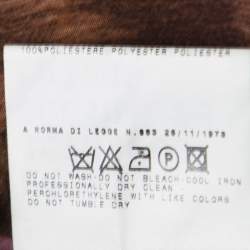 100%POLIESTERE POLYESTER POLIESTER
A NORMA DI LEGGE N.883 26/11/1973
P
DO NOT WASH-DO NOT BLEACH-COOL IRON
PROFESSIONALLY DRY CLEAN
PERCHLORETHYLENE WITH LIKE COLORS
DO NOT TUMBLE DRY